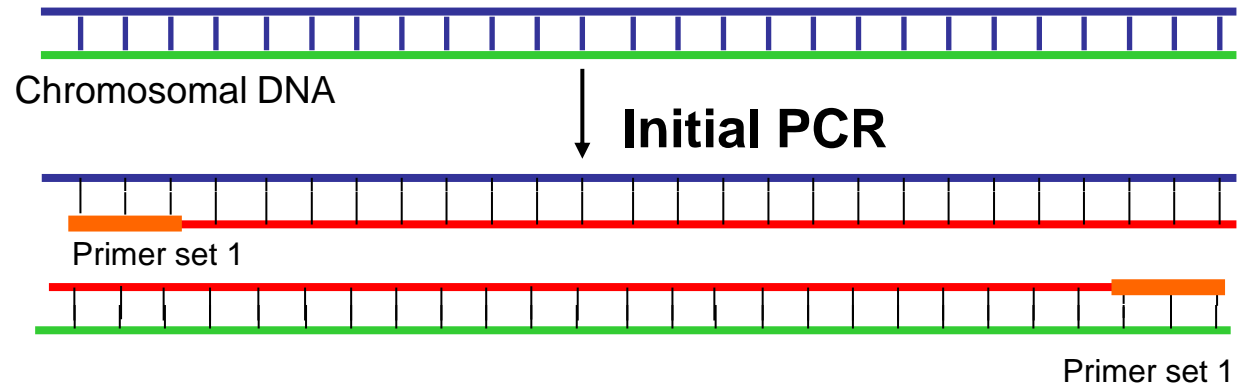 Chromosomal DNA
Initial PCR
Primer set 1
Primer set 1